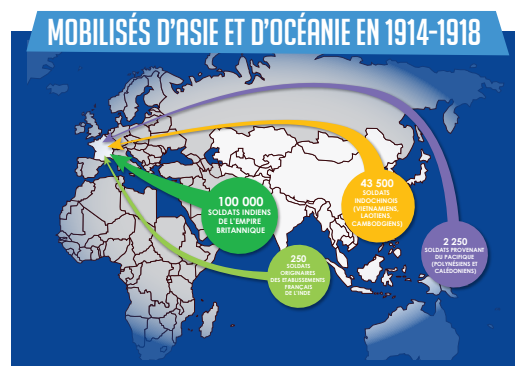 MOBILISÉS D'ASIE ET D'OCÉANIE EN 1914-1918
100 000
SOLDATS INDIENS
DE L'EMPIRE
BRITANNIQUE
43 500
SOLDATS
INDOCHINOIS
(VIETNAMIENS,
LAOTIENS,
CAMBODGIENS)
2 250
SOLDATS PROVENANT
DU PACIFIQUE
(POLYNÉSIENS ET
CALÉDONIENS)
250
SOLDATS
ORIGINAIRES
DES ETABLISSEMENTS
FRANÇAIS
DE L'INDE